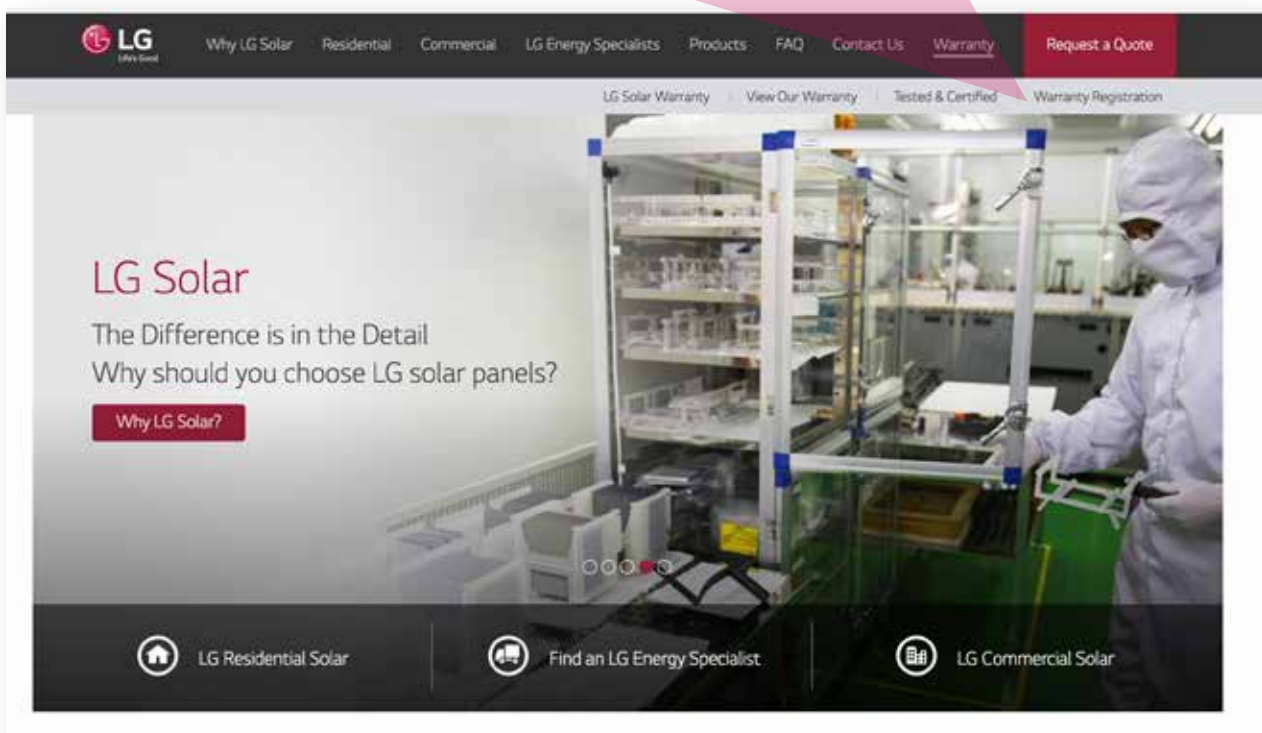 LG
Life's Good
Why LG Solar
Residential
Commercial
LG Energy Specialists
Products
FAQ
Contact Us
Warranty
Request a Quote
LG Solar Warranty
View Our Warranty
Tested & Certified
Warranty Registration
LG Solar
The Difference is in the Detail
Why should you choose LG solar panels?
Why LG Solar?
LG Residential Solar
Find an LG Energy Specialist
LG Commercial Solar